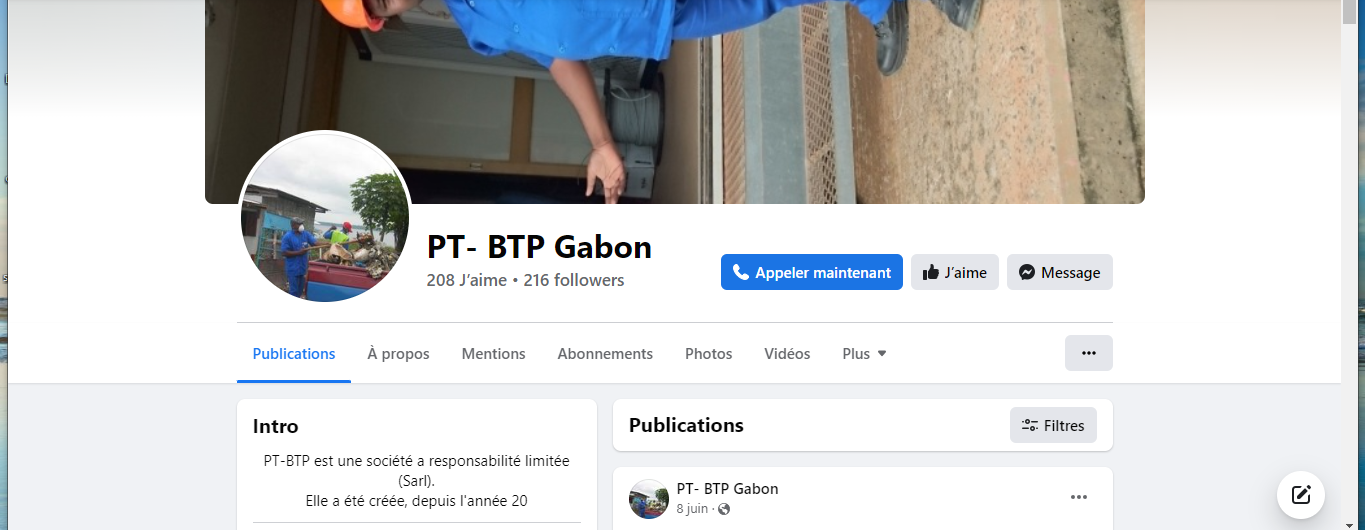 PT- BTP Gabon
208 J’aime • 216 followers
Appeler maintenant
J’aime
Message
Publications
À propos
Mentions
Abonnements
Photos
Vidéos
Plus
Intro
PT-BTP est une société a responsabilité limitée
(Sarl).
Elle a été créée, depuis l'année 20
Publications
Filtres
PT- BTP Gabon
8 juin ·